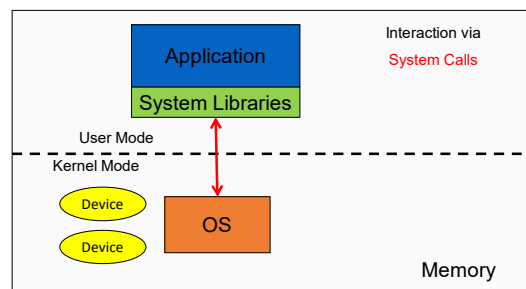 Application
System Libraries
Interaction via
System Calls
User Mode
Kernel Mode
Device
Device
OS
Memory